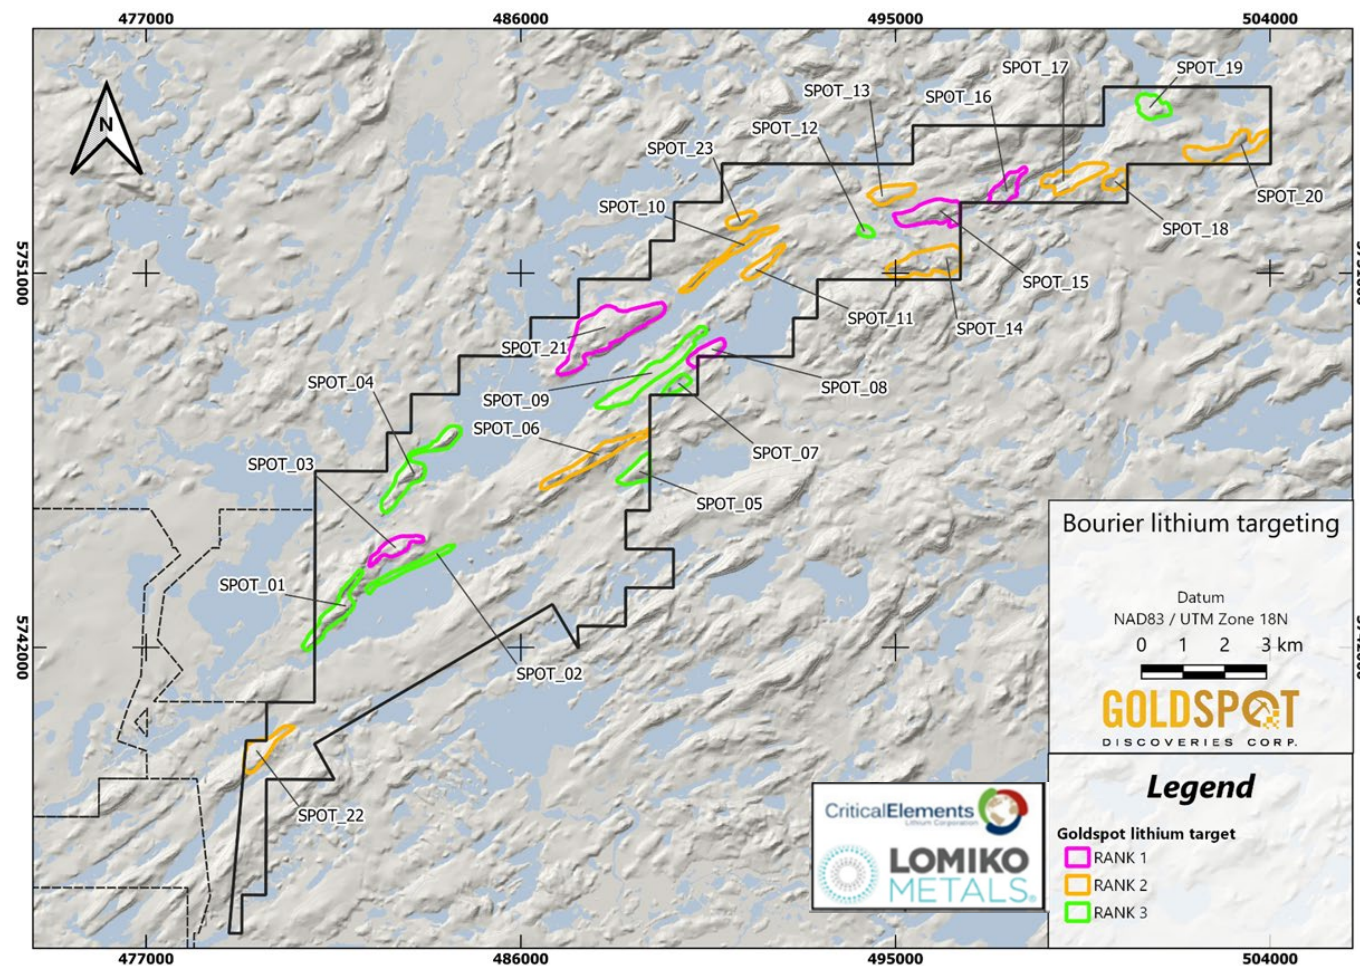 477000
486000
495000
504000
SPOT_17
SPOT_19
SPOT_13
SPOT_16
SPOT_12
SPOT_23
SPOT_20
SPOT_10
SPOT_18
5751000
SPOT_15
SPOT_11
SPOT_14
SPOT_21
SPOT_04
SPOT_08
SPOT_09
SPOT_06
SPOT_07
SPOT_03
SPOT_05
SPOT_01
5742000
SPOT_02
SPOT_22
N
Bourier lithium targeting
Datum
NAD83 / UTM Zone 18N
0 1 2 3 km
GOLDSPOT
DISCOVERIES CORP.
CriticalElements
Lithium Corporation
LOMIKO
METALS
Legend
Goldspot lithium target
RANK 1
RANK 2
RANK 3
477000
486000
495000
504000